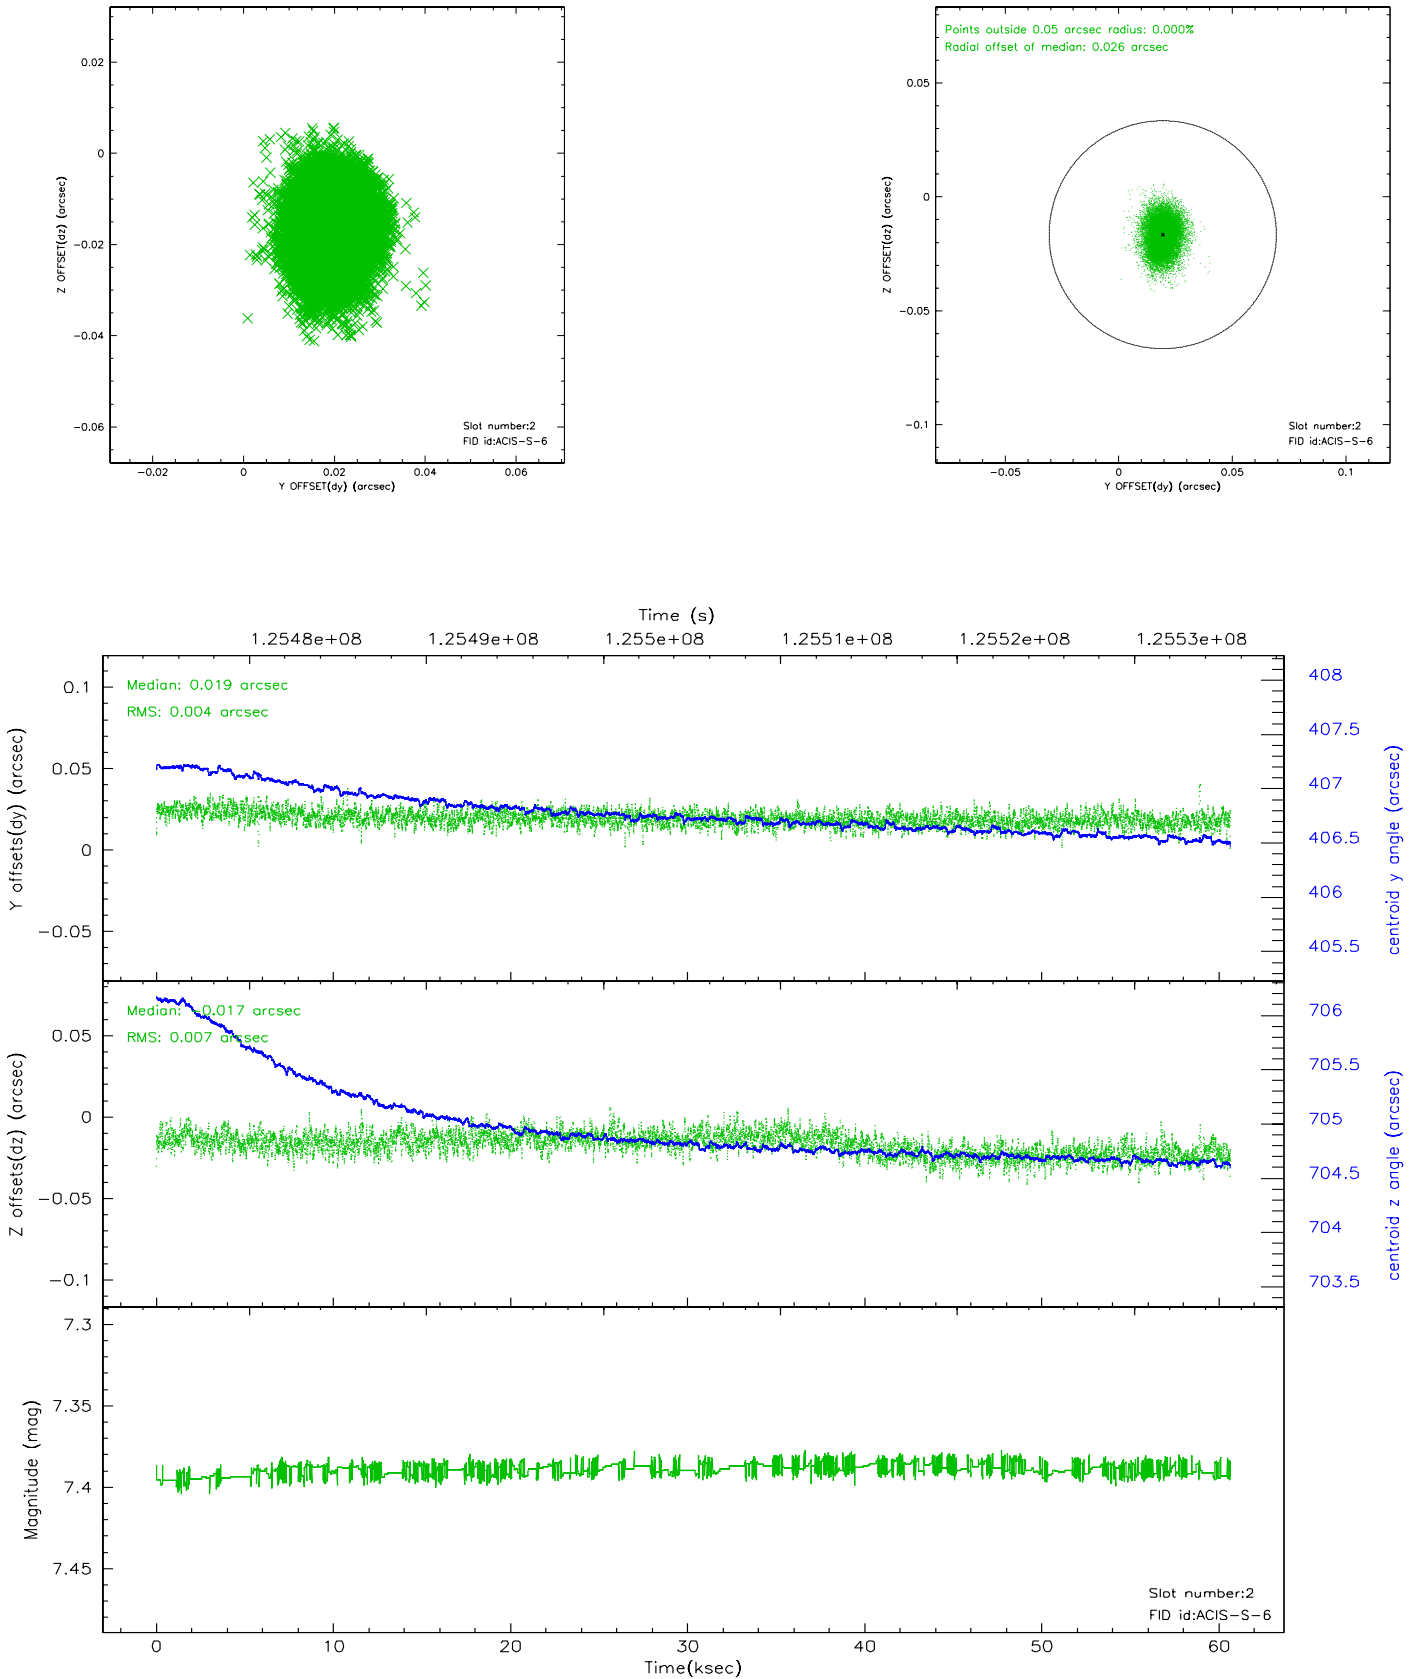 0.02
0
-0.02
-0.04
-0.06
-0.02
0
0.02
0.04
0.06
Z OFFSET(dz) (arcsec)
Y OFFSET(dy) (arcsec)
Slot number:2
FID id:ACIS-S-6
Points outside 0.05 arcsec radius: 0.000%
Radial offset of median: 0.026 arcsec
0.05
0
-0.05
-0.1
-0.05
0
0.05
0.1
Z OFFSET(dz) (arcsec)
Y OFFSET(dy) (arcsec)
Slot number:2
FID id:ACIS-S-6
Time (s)
1.2548e+08
1.2549e+08
1.255e+08
1.2551e+08
1.2552e+08
1.2553e+08
Median: 0.019 arcsec
RMS: 0.004 arcsec
0.1
0.05
0
-0.05
Y offsets(dy) (arcsec)
408
407.5
407
406.5
406
405.5
centroid y angle (arcsec)
Median: -0.017 arcsec
RMS: 0.007 arcsec
0.05
0
-0.05
-0.1
Z offsets(dz) (arcsec)
706
705.5
705
704.5
704
703.5
centroid z angle (arcsec)
7.3
7.35
7.4
7.45
Magnitude (mag)
Slot number:2
FID id:ACIS-S-6
0
10
20
30
40
50
60
Time(ksec)